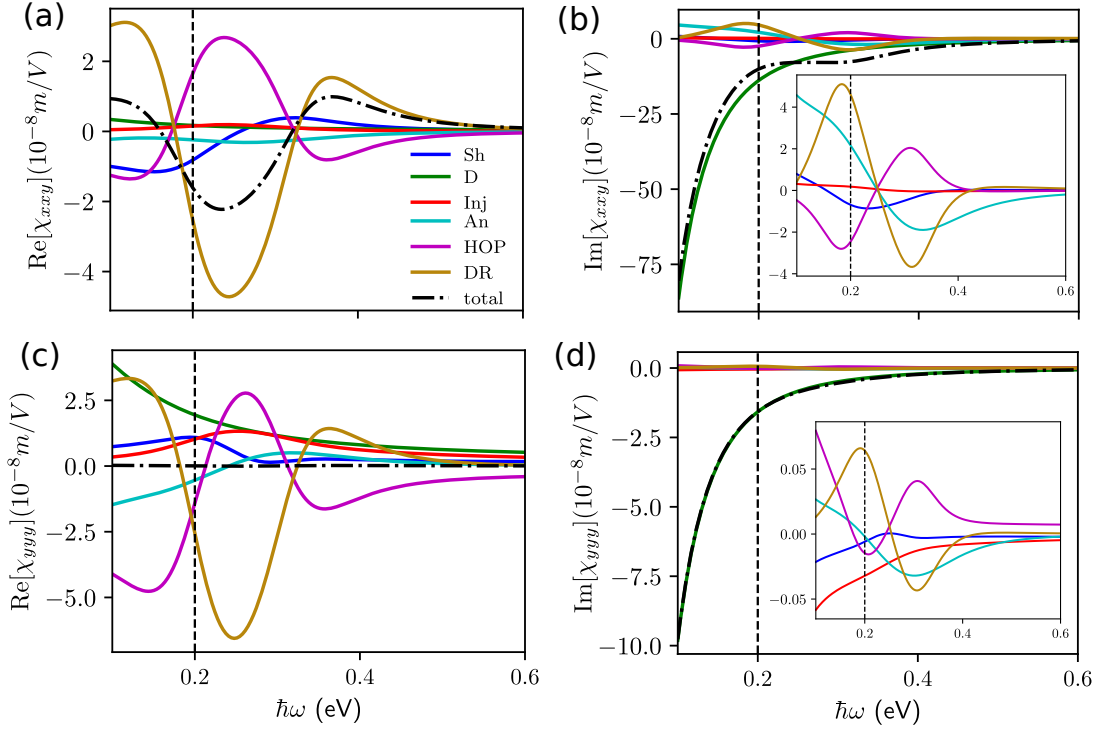 (a)
Re[χxxy](10−8m/V)
2
0
−2
−4
Sh
D
Inj
An
HOP
DR
total
(b)
Im[χxxy](10−8m/V)
0
−25
−50
−75
4
2
0
−2
−4
0.2
0.4
0.6
(c)
Re[χyyy](10−8m/V)
2.5
0.0
−2.5
−5.0
0.2
0.4
0.6
ħω (eV)
(d)
Im[χyyy](10−8m/V)
0.0
−2.5
−5.0
−7.5
−10.0
0.05
0.00
−0.05
0.2
0.4
0.6
0.2
0.4
0.6
ħω (eV)